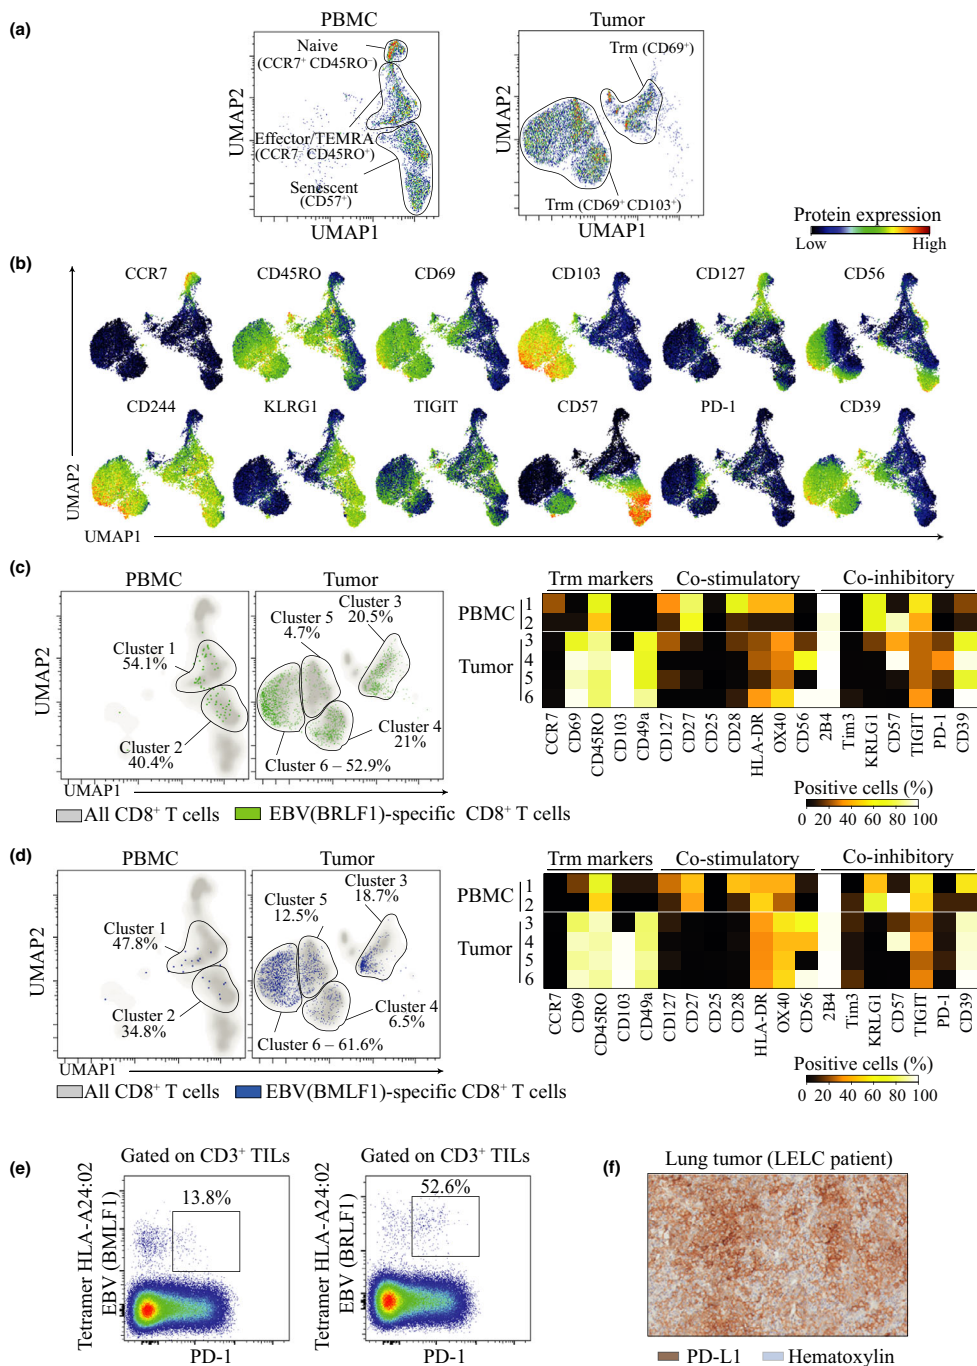 (a)
PBMC
Tumor
Naive
(CCR7+ CD45RO-)
Effector/TEMRA
(CCR7 CD45RO+)
Senescent
(CD57+)
UMAP2
UMAP1
Trm (CD69+)
Trm (CD69+CD103+)
UMAP2
UMAP1
Protein expression
Low High
(b)
CCR7 CD45RO CD69 CD103 CD127 CD56
CD244 KLRG1 TIGIT CD57 PD-1 CD39
UMAP2
UMAP1
(c)
PBMC
Tumor
Cluster 1
54.1%
Cluster 2
40.4%
Cluster 5
4.7%
Cluster 3
20.5%
Cluster 4
21%
Cluster 6 – 52.9%
UMAP2
UMAP1
All CD8+ T cells
EBV(BRLF1)-specific CD8+ T cells
Trm markers Co-stimulatory Co-inhibitory
PBMC
1
2
Tumor
3
4
5
6
CCR7 CD69 CD45RO CD103 CD49a CD127 CD27 CD25 CD28 HLA-DR OX40 CD56 2B4 Tim3 KRLG1 CD57 TIGIT PD-1 CD39
Positive cells (%)
0 20 40 60 80 100
(d)
PBMC
Tumor
Cluster 1
47.8%
Cluster 2
34.8%
Cluster 5
12.5%
Cluster 3
18.7%
Cluster 4
6.5%
Cluster 6 – 61.6%
UMAP2
UMAP1
All CD8+ T cells
EBV(BMLF1)-specific CD8+ T cells
Trm markers Co-stimulatory Co-inhibitory
PBMC
1
2
Tumor
3
4
5
6
CCR7 CD69 CD45RO CD103 CD49a CD127 CD27 CD25 CD28 HLA-DR OX40 CD56 2B4 Tim3 KRLG1 CD57 TIGIT PD-1 CD39
Positive cells (%)
0 20 40 60 80 100
(e)
Gated on CD3+ TILs
13.8%
Tetramer HLA-A24:02
EBV (BMLF1)
PD-1
Gated on CD3+ TILs
52.6%
Tetramer HLA-A24:02
EBV (BRLF1)
PD-1
(f)
Lung tumor (LELC patient)
PD-L1
Hematoxylin